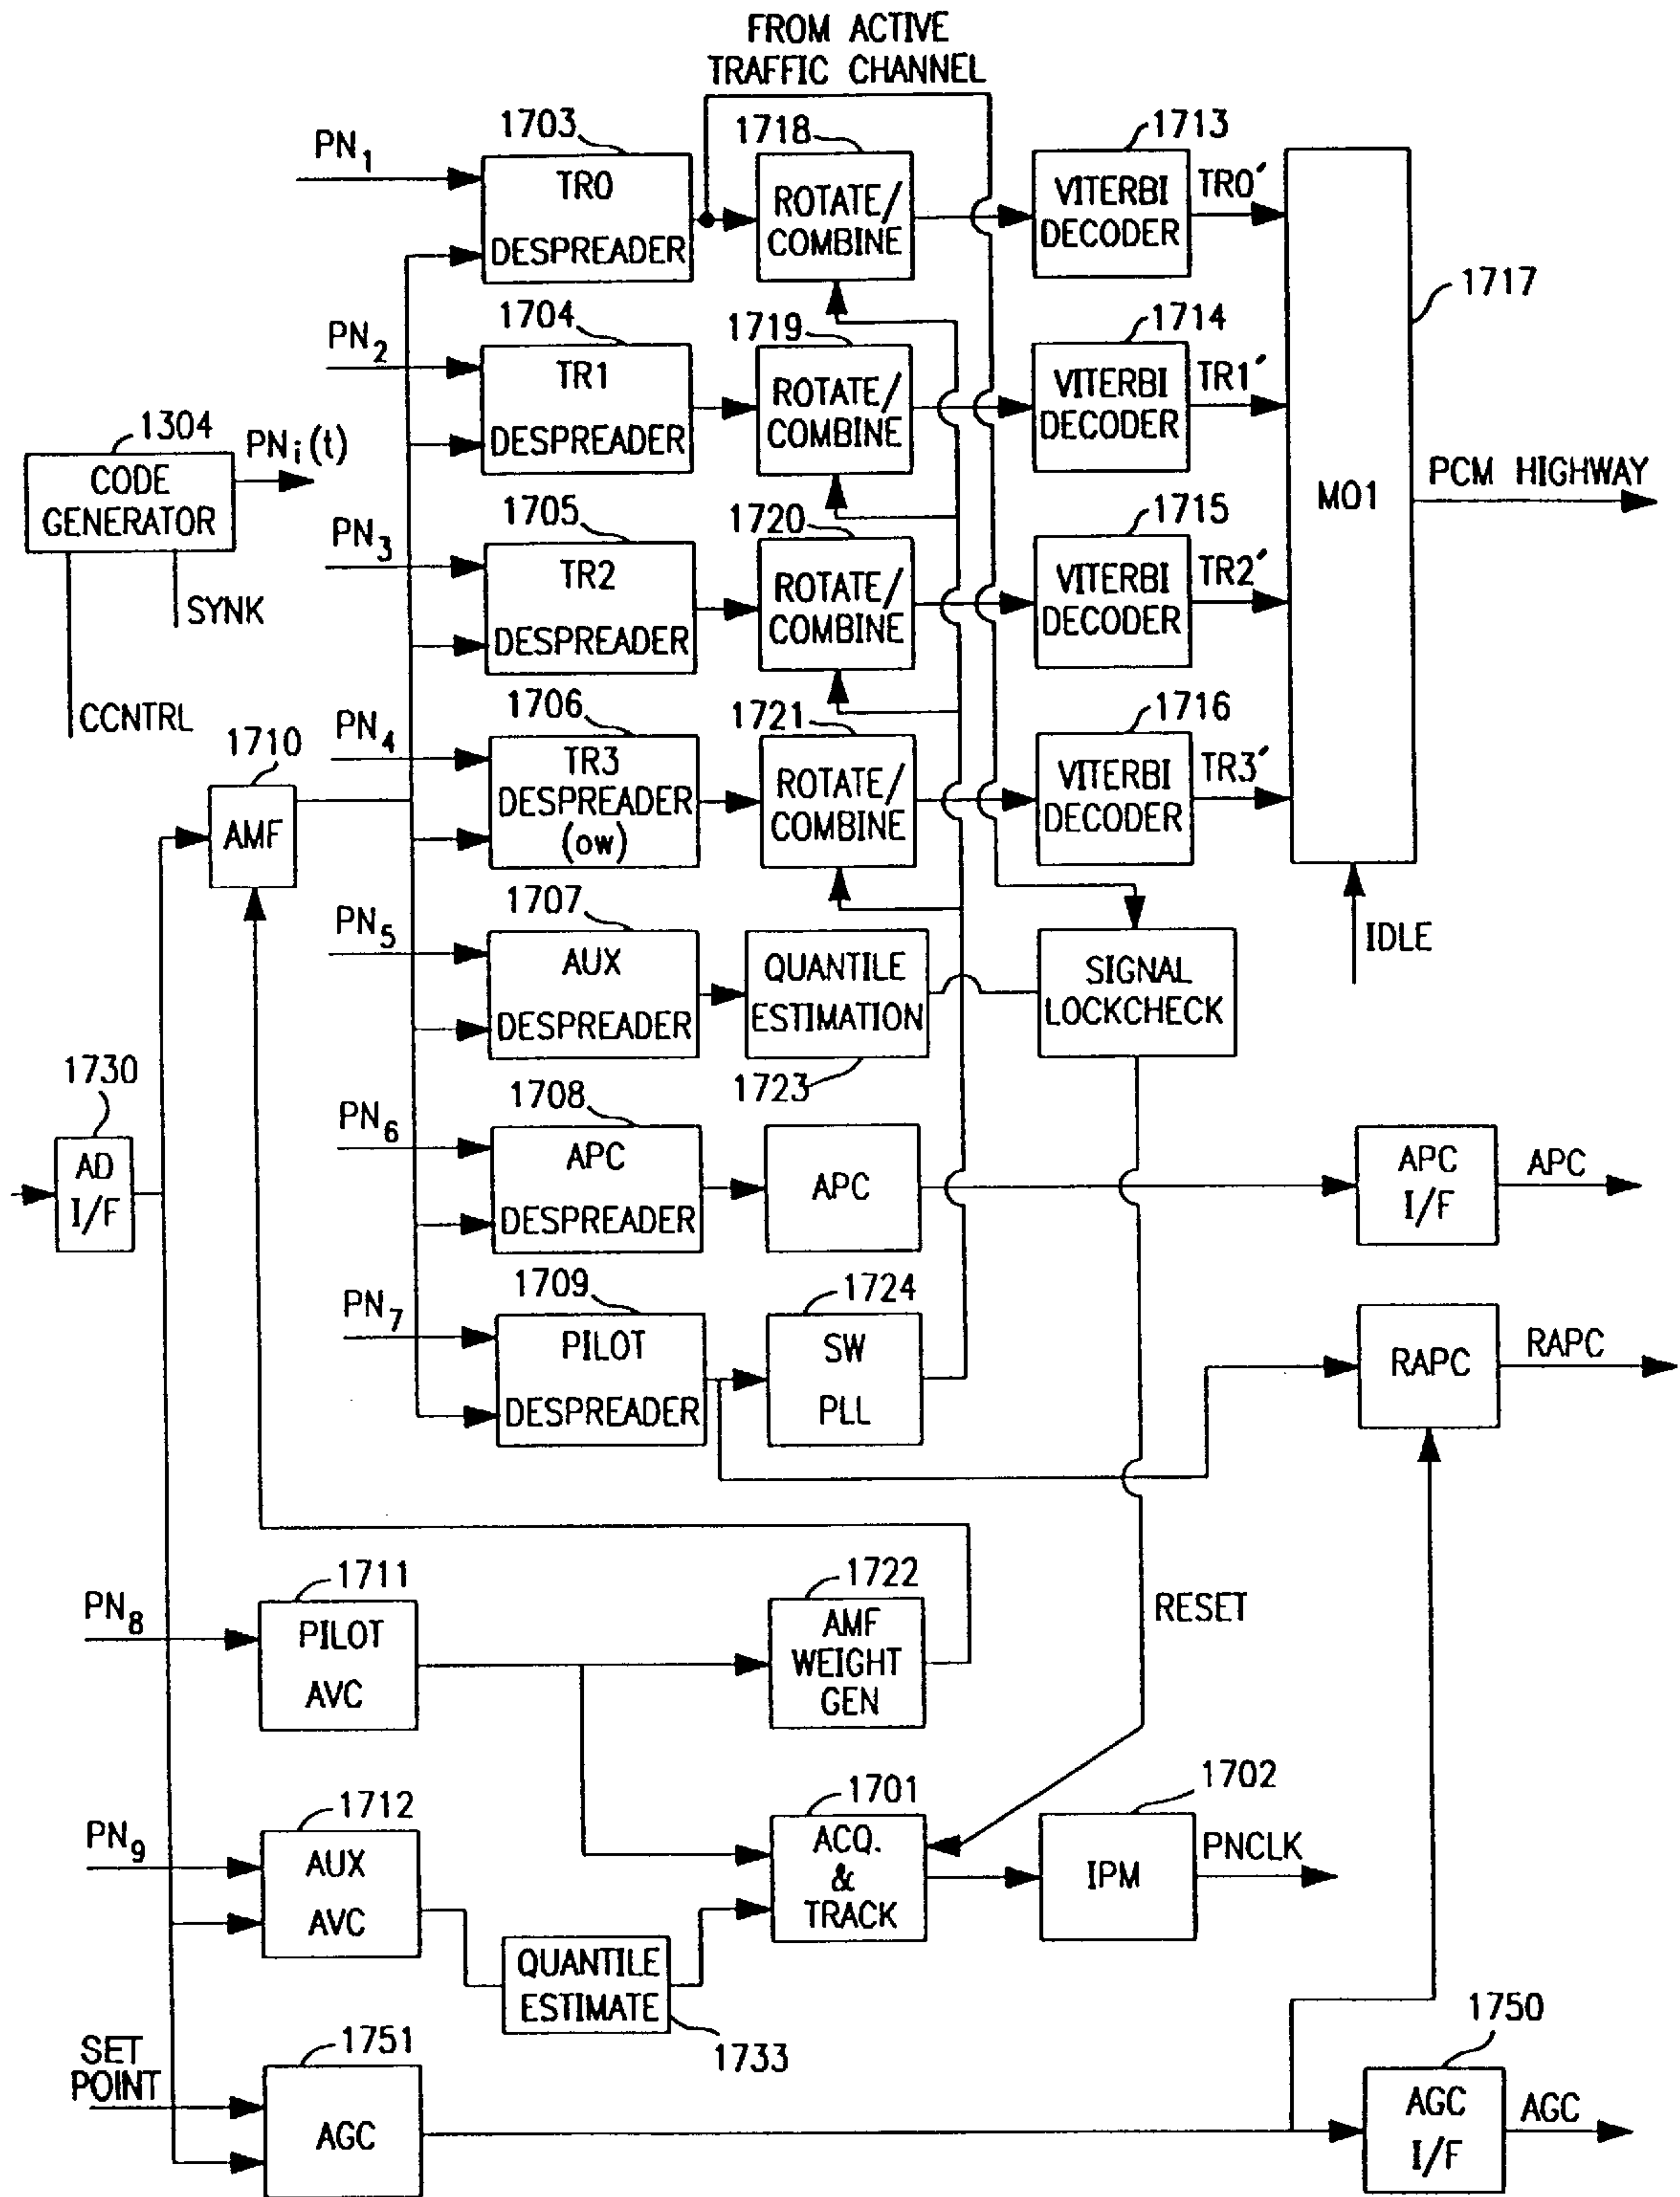 FROM ACTIVE
TRAFFIC CHANNEL
1703
1718
1713
PN1
TR0
DESPREADER
ROTATE/
COMBINE
VITERBI
DECODER
TR0′
1717
1704
1719
1714
PN2
TR1
DESPREADER
ROTATE/
COMBINE
VITERBI
DECODER
TR1′
1304
PNi(t)
CODE
GENERATOR
SYNK
CCNTRL
M01
PCM HIGHWAY
1705
1720
1715
PN3
TR2
DESPREADER
ROTATE/
COMBINE
VITERBI
DECODER
TR2′
1706
1721
1716
PN4
TR3
DESPREADER
(OW)
ROTATE/
COMBINE
VITERBI
DECODER
TR3′
1710
AMF
IDLE
1707
PN5
AUX
DESPREADER
QUANTILE
ESTIMATION
1723
SIGNAL
LOCKCHECK
1730
AD
I/F
1708
PN6
APC
DESPREADER
APC
APC
I/F
APC
1709
1724
PN7
PILOT
DESPREADER
SW
PLL
RAPC
RAPC
1711
1722
PN8
PILOT
AVC
AMF
WEIGHT
GEN
RESET
1712
1701
1702
PN9
AUX
AVC
ACQ.
&
TRACK
IPM
PNCLK
QUANTILE
ESTIMATE
1733
SET
POINT
1751
AGC
1750
AGC
I/F
AGC